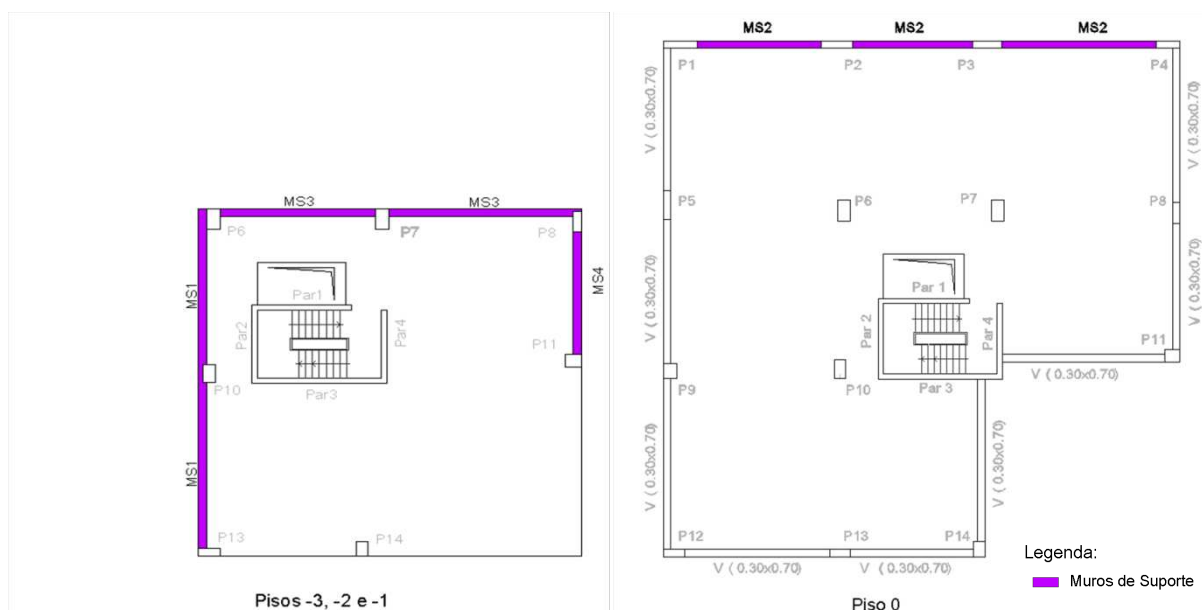 MS3
MS3
P6
P7
P8
MS1
MS4
Par1
Par2
Par4
P11
P10
Par3
MS1
P13
P14
Pisos -3, -2 e -1
MS2
MS2
MS2
P1
P2
P3
P4
V ( 0.30x0.70)
V ( 0.30x0.70)
P5
P6
P7
P8
V ( 0.30x0.70)
V ( 0.30x0.70)
Par 1
Par 2
Par 4
P11
V ( 0.30x0.70)
P9
P10
Par 3
V ( 0.30x0.70)
V ( 0.30x0.70)
P12
P13
P14
V ( 0.30x0.70)
V ( 0.30x0.70)
Piso 0
Legenda:
Muros de Suporte